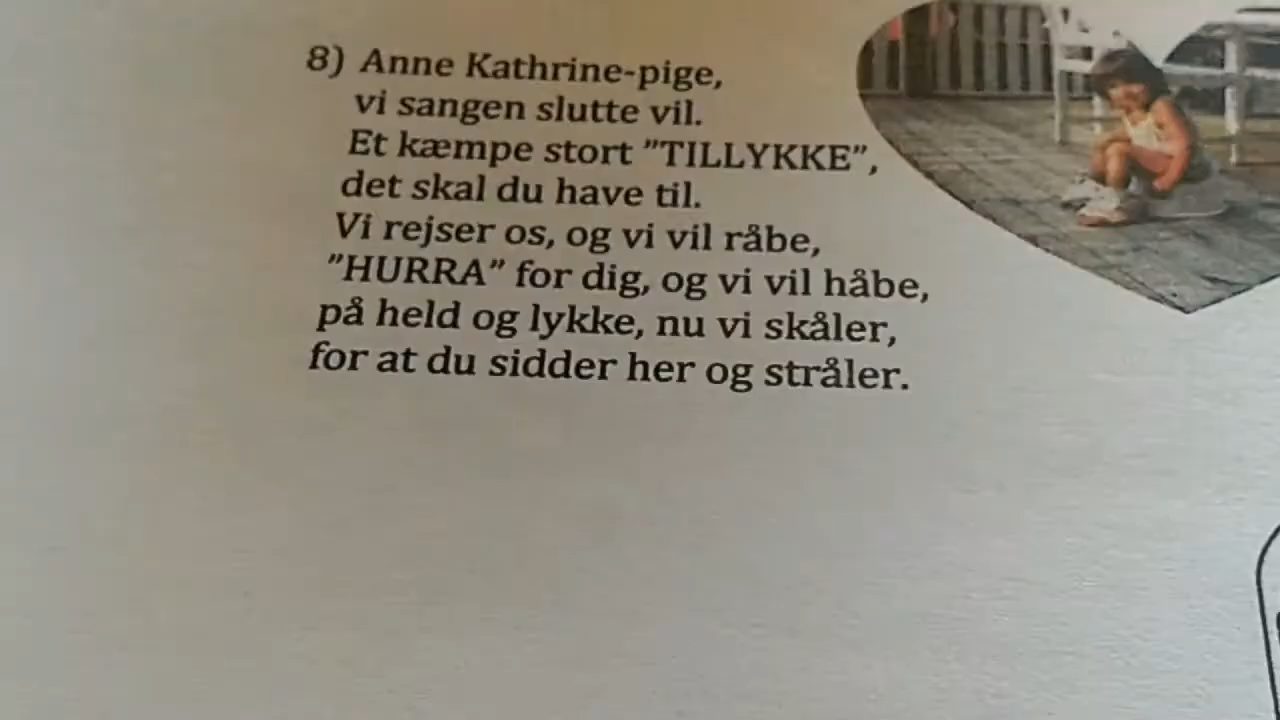 8) Anne Kathrine-pige,
vi sangen slutte vil.
Et kæmpe stort "TILLYKKE",
det skal du have til.
Vi rejser os, og vi vil råbe,
"HURRA" for dig, og vi vil håbe,
på held og lykke, nu vi skåler,
for at du sidder her og stråler.